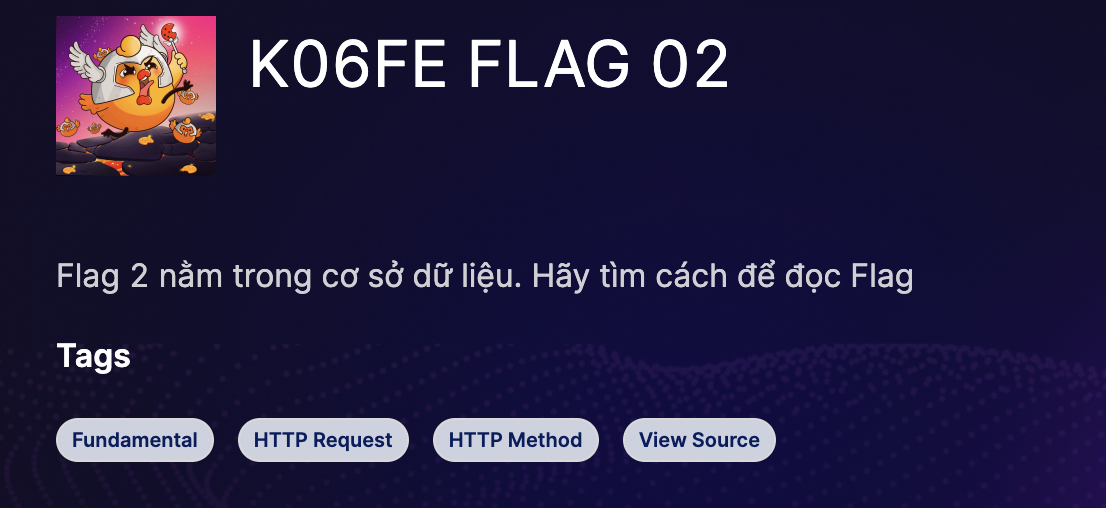 K06FE FLAG 02
Flag 2 nằm trong cơ sở dữ liệu. Hãy tìm cách để đọc Flag
Tags
Fundamental
HTTP Request
HTTP Method
View Source